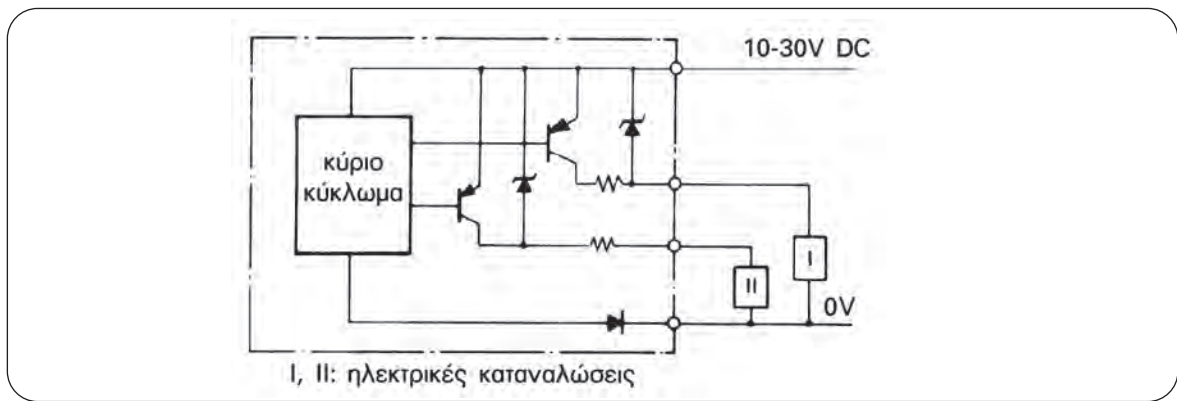 10-30V DC
κύριο
κύκλωμα
I
II
0V
I, II: ηλεκτρικές καταναλώσεις